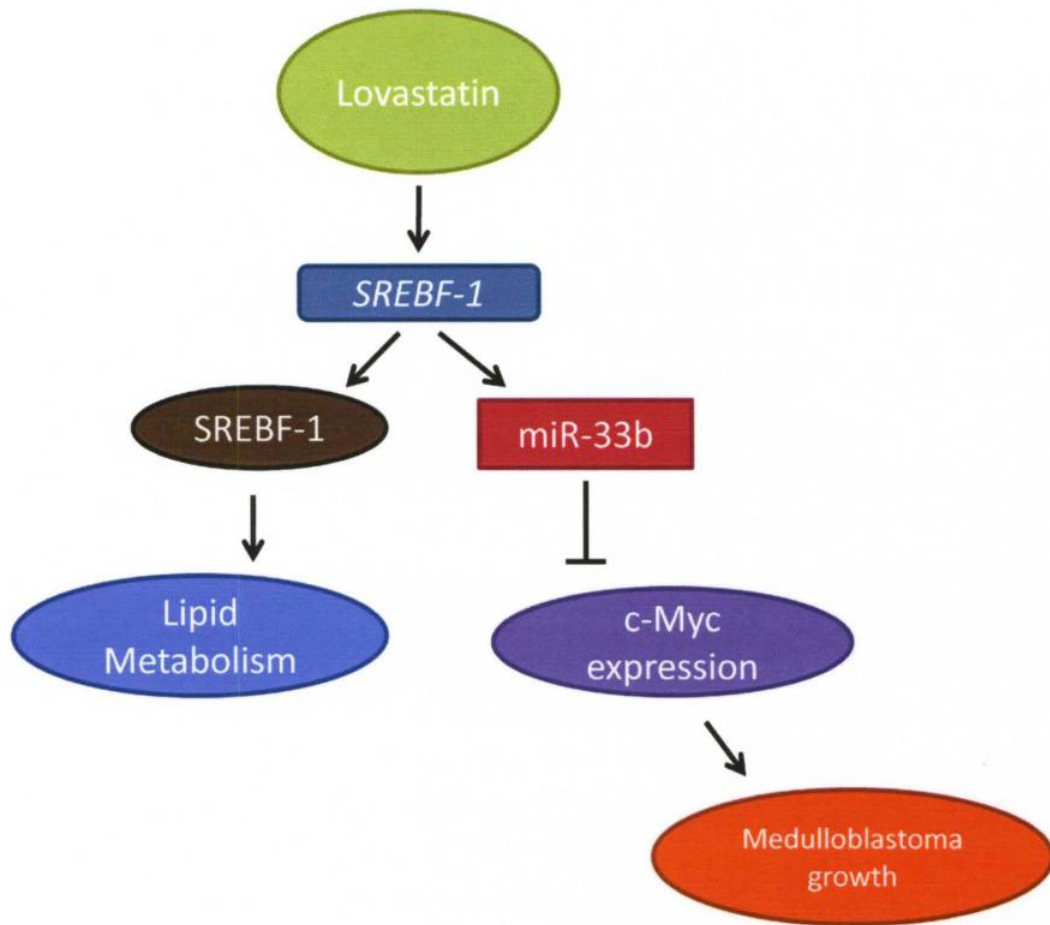 Lovastatin
SREBF-1
SREBF-1
miR-33b
Lipid
Metabolism
c-Myc
expression
Medulloblastoma
growth